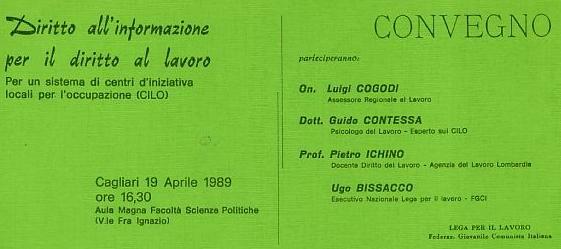 Diritto all'informazione
per il diritto al lavoro
Per un sistema di centri d'iniziativa
locali per l'occupazione (CILO)
Cagliari 19 Aprile 1989
ore 16,30
Aula Magna Facoltà Scienze Politiche
(V.le Fra Ignazio)
CONVEGNO
parteciperanno:
On. Luigi COGODI
Assessore Regionale al Lavoro
Dott. Guido CONTESSA
Psicologo del Lavoro - Esperto sui CILO
Prof. Pietro ICHINO
Docente Diritto del Lavoro - Agenzia del Lavoro Lombardia
Ugo BISSACCO
Esecutivo Nazionale Lega per il lavoro - FGCI
LEGA PER IL LAVORO
Federaz. Giovanile Comunista Italiana